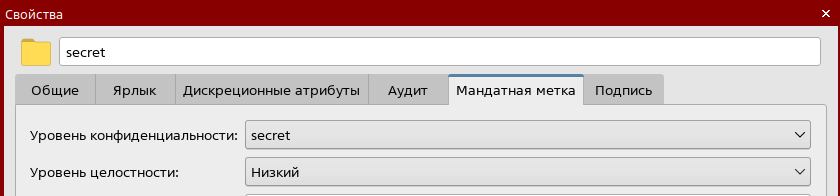 Свойства
secret
Общие Ярлык Дискреционные атрибуты Аудит Мандатная метка Подпись
Уровень конфиденциальности: secret
Уровень целостности: Низкий